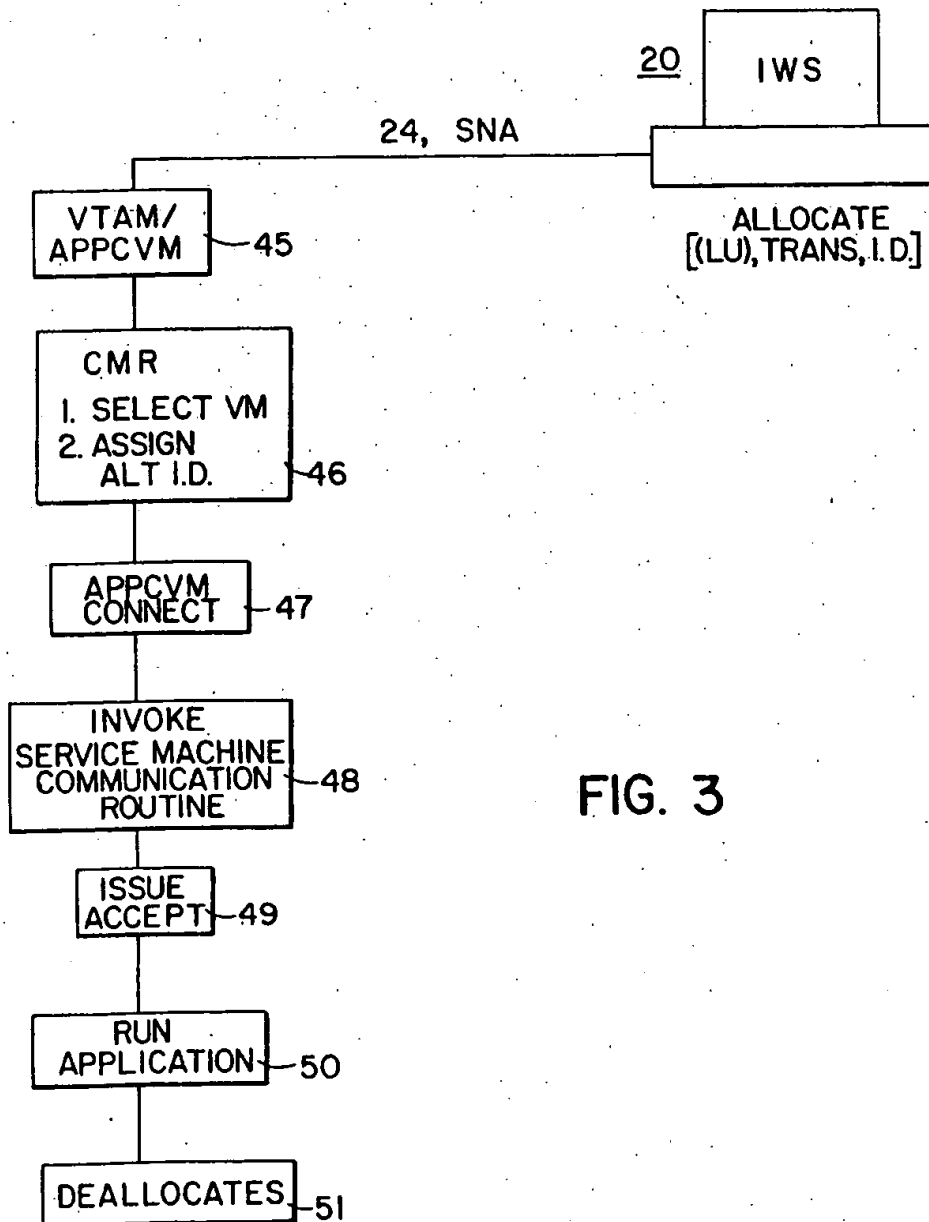 20
IWS
24, SNA
ALLOCATE
[(LU), TRANS, I.D.]
VTAM/
APPCVM
45
CMR
1. SELECT VM
2. ASSIGN
ALT I.D.
46
APPCVM
CONNECT
47
INVOKE
SERVICE MACHINE
COMMUNICATION
ROUTINE
48
FIG. 3
ISSUE
ACCEPT
49
RUN
APPLICATION
50
DEALLOCATES
51